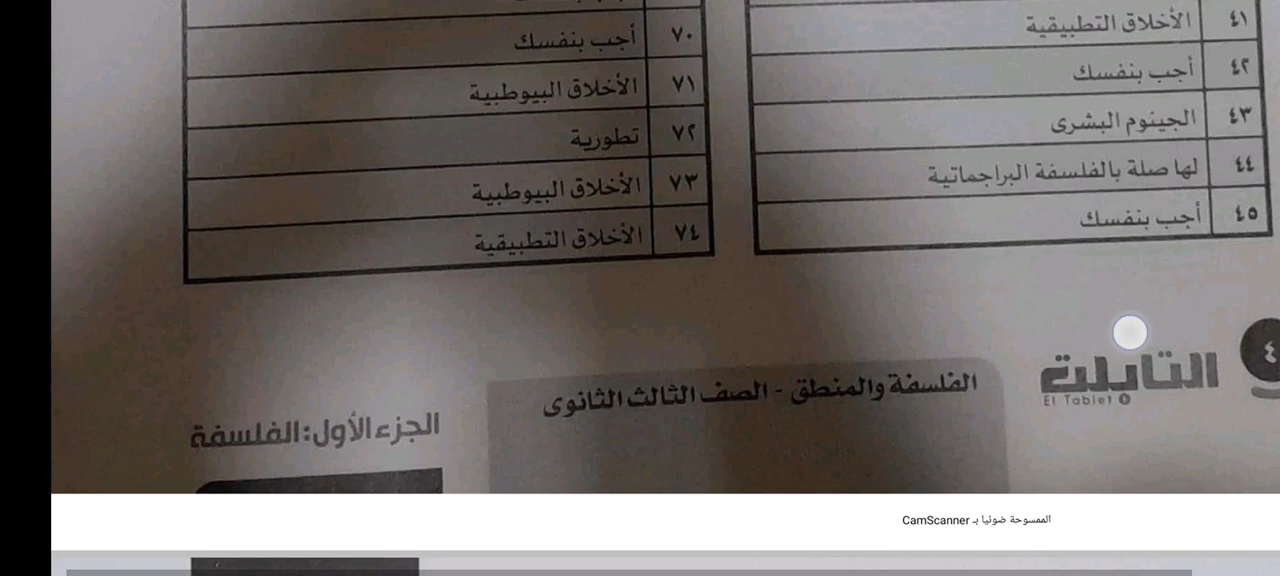 ٤١ الأخلاق التطبيقية
٤٢ أجب بنفسك
٤٣ الجينوم البشرى
٤٤ لها صلة بالفلسفة البراجماتية
٤٥ أجب بنفسك
٧٠ أجب بنفسك
٧١ الأخلاق البيوطبية
٧٢ تطورية
٧٣ الأخلاق البيوطبية
٧٤ الأخلاق التطبيقية
٤
التابلت
El Tablet
الفلسفة والمنطق - الصف الثالث الثانوى
الجزء الأول: الفلسفة
الممسوحة ضوئيا بـ CamScanner